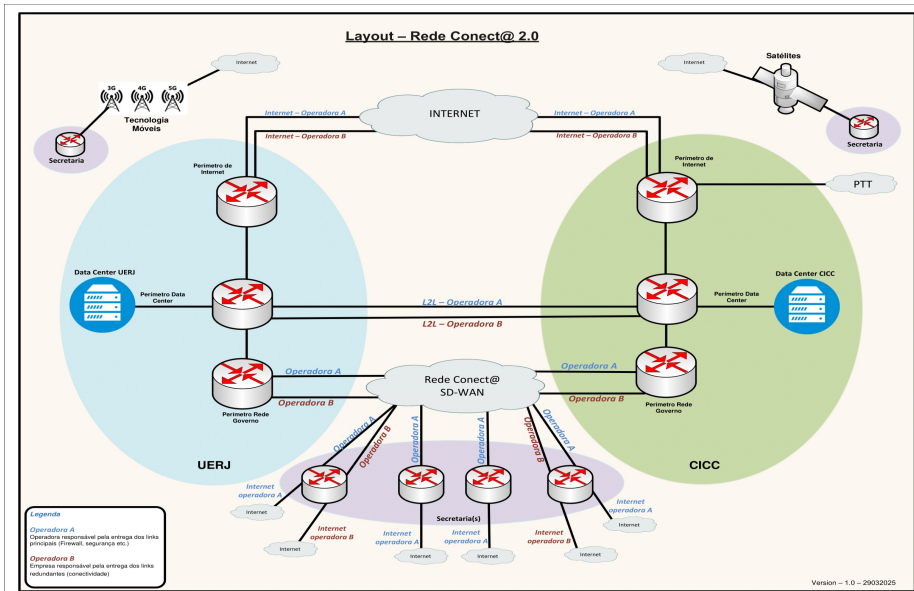 Layout – Rede Conect@ 2.0
Internet
3G 4G 5G
Tecnologia
Móveis
Secretaria
Internet
Satélites
Secretaria
INTERNET
Internet – Operadora A
Internet – Operadora B
Internet – Operadora A
Internet – Operadora B
Perímetro de
Internet
Perímetro de
Internet
PTT
Data Center UERJ
Perímetro Data
Center
L2L – Operadora A
L2L – Operadora B
Perímetro Data
Center
Data Center CICC
Operadora A
Operadora B
Rede Conect@
SD-WAN
Operadora A
Operadora B
Perímetro Rede
Governo
Perímetro Rede
Governo
UERJ
CICC
Operadora A
Operadora B
Operadora A
Operadora A
Operadora B
Operadora A
Secretaria(s)
Internet
operadora A
Internet
Internet
operadora B
Internet
Internet
operadora A
Internet
Internet
operadora A
Internet
Internet
operadora B
Internet
Internet
operadora A
Internet
Legenda
Operadora A
Operadora responsável pela entrega dos links
principais (Firewall, segurança etc.)
Operadora B
Empresa responsável pela entrega dos links
redundantes (conectividade)
Version – 1.0 – 29032025